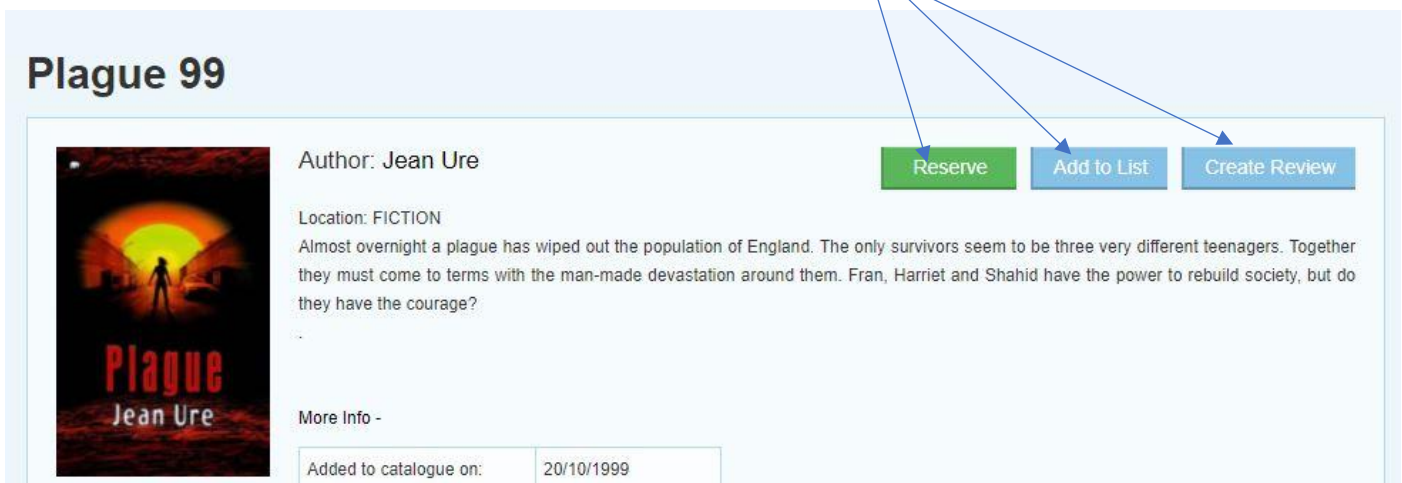 Plague 99
Plague
Jean Ure
Author: Jean Ure
Reserve
Add to List
Create Review
Location: FICTION
Almost overnight a plague has wiped out the population of England. The only survivors seem to be three very different teenagers. Together
they must come to terms with the man-made devastation around them. Fran, Harriet and Shahid have the power to rebuild society, but do
they have the courage?
.
More Info -
Added to catalogue on:
20/10/1999